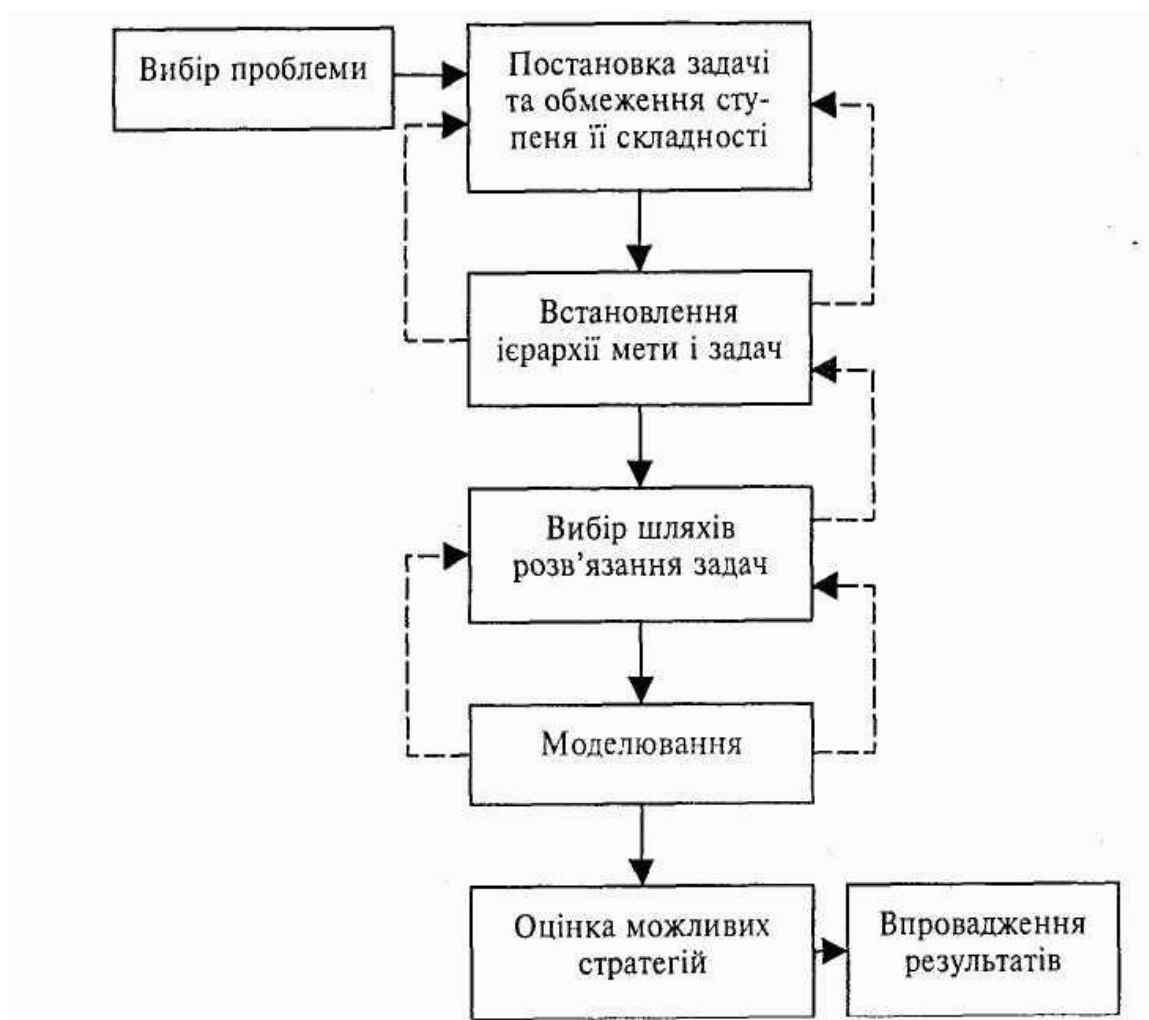 Вибір проблеми
Постановка задачі
та обмеження сту-
пеня її складності
Встановлення
ієрархії мети і задач
Вибір шляхів
розв’язання задач
Моделювання
Оцінка можливих
стратегій
Впровадження
результатів